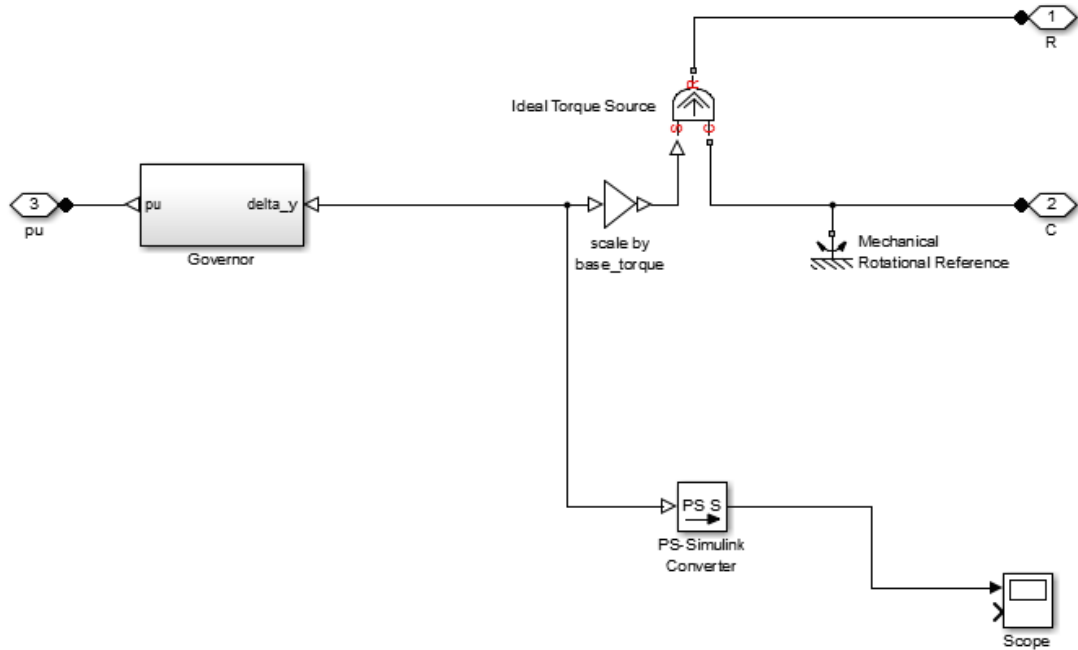 1
R
R
Ideal Torque Source
S
C
3
pu
pu
delta_y
Governor
scale by
base_torque
2
C
Mechanical
Rotational Reference
PS S
PS-Simulink
Converter
Scope